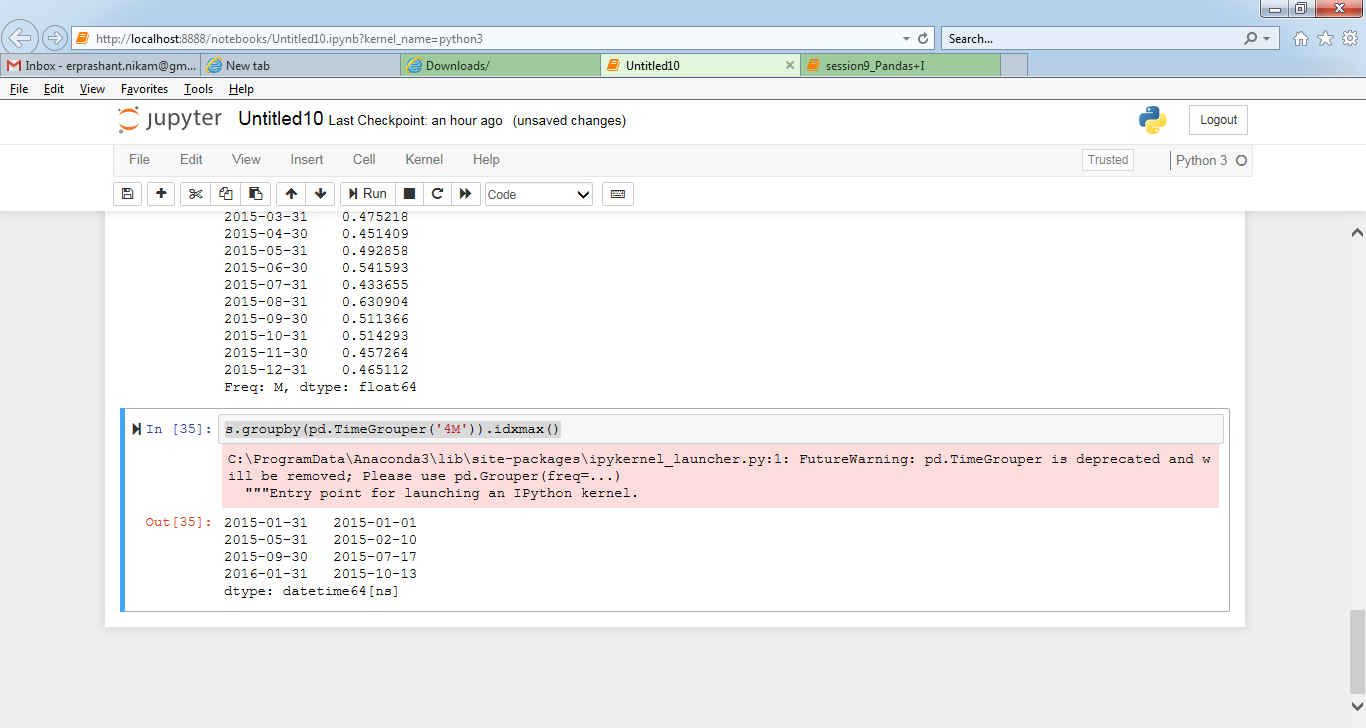 http://localhost:8888/notebooks/Untitled10.ipynb?kernel_name=python3
Search...
Inbox - erprashant.nikam@gm...
New tab
Downloads/
Untitled10
session9_Pandas+I
File Edit View Favorites Tools Help
jupyter Untitled10 Last Checkpoint: an hour ago (unsaved changes)
Logout
File Edit View Insert Cell Kernel Help
Trusted
Python 3
Run
Code
2015-03-31 0.475218
2015-04-30 0.451409
2015-05-31 0.492858
2015-06-30 0.541593
2015-07-31 0.433655
2015-08-31 0.630904
2015-09-30 0.511366
2015-10-31 0.514293
2015-11-30 0.457264
2015-12-31 0.465112
Freq: M, dtype: float64
In [35]: s.groupby(pd.TimeGrouper('4M')).idxmax()
C:\ProgramData\Anaconda3\lib\site-packages\ipykernel_launcher.py:1: FutureWarning: pd.TimeGrouper is deprecated and w
ill be removed; Please use pd.Grouper(freq=...)
"""Entry point for launching an IPython kernel.
Out[35]: 2015-01-31 2015-01-01
2015-05-31 2015-02-10
2015-09-30 2015-07-17
2016-01-31 2015-10-13
dtype: datetime64[ns]